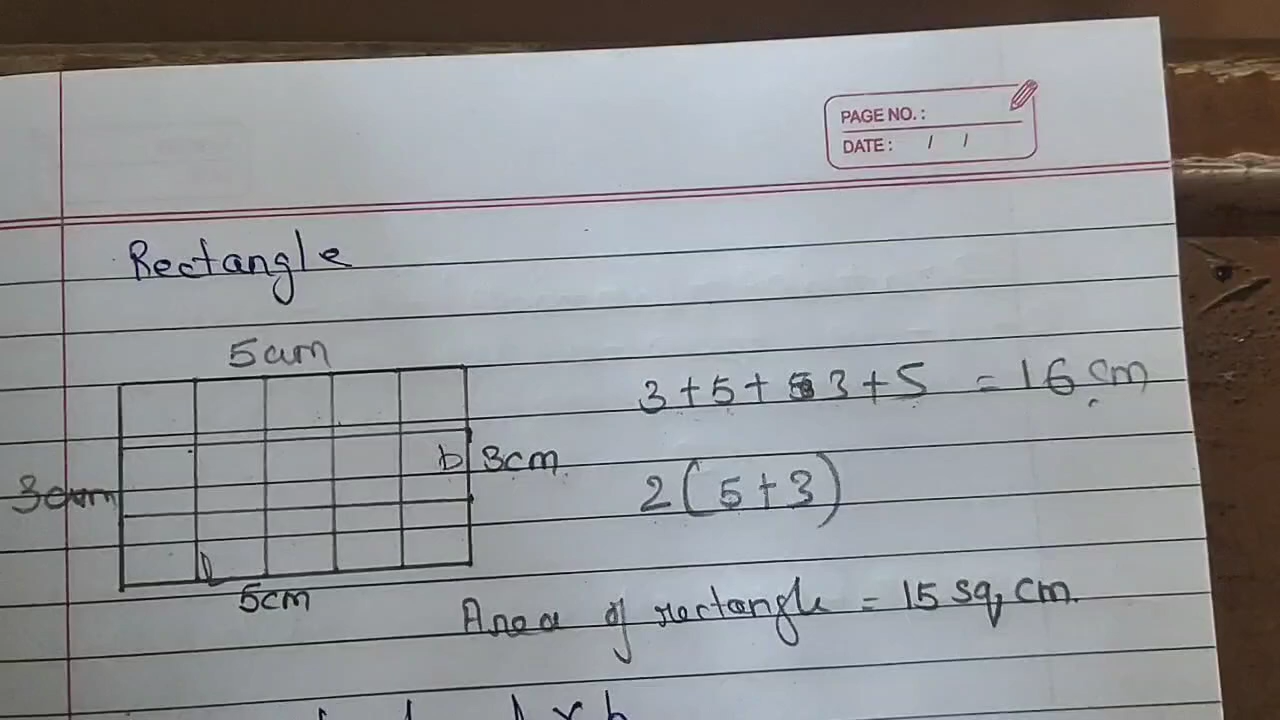 PAGE NO.:
DATE: / /
Rectangle
5cm
3+5+3+5 = 16 cm
b 3cm
3cm
2(5+3)
l
5cm
Area of rectangle = 15 sq, cm.
l x b